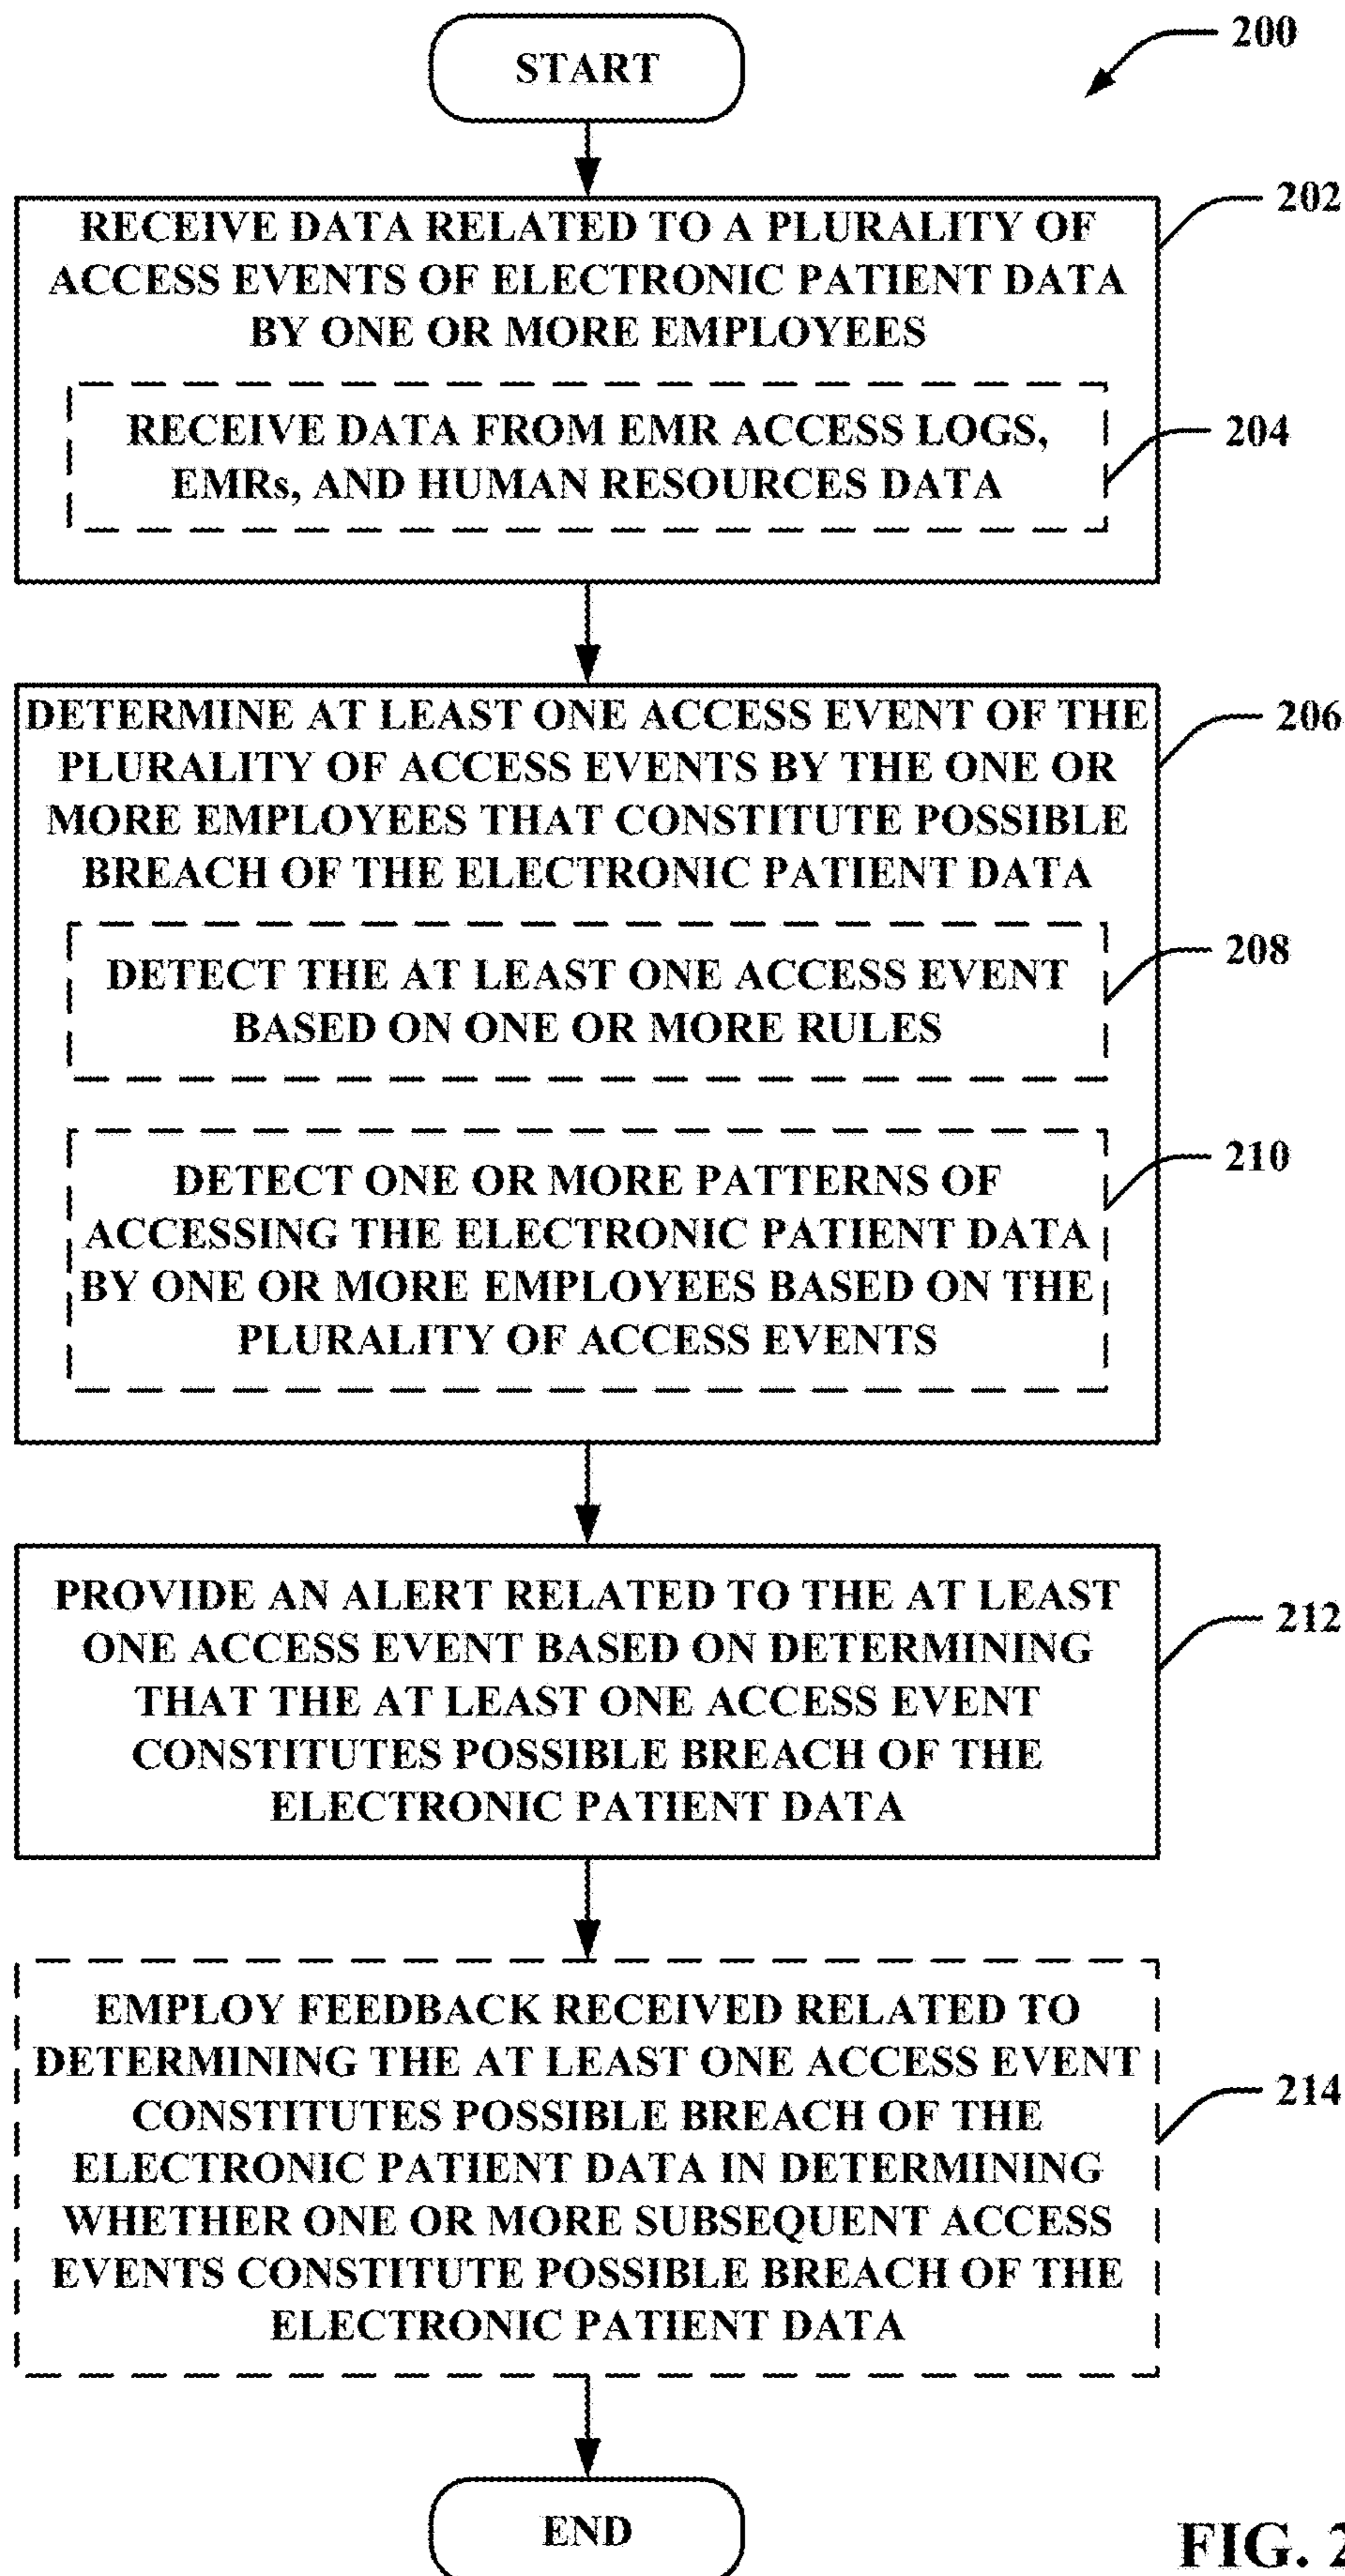 START
200
RECEIVE DATA RELATED TO A PLURALITY OF
ACCESS EVENTS OF ELECTRONIC PATIENT DATA
BY ONE OR MORE EMPLOYEES
202
RECEIVE DATA FROM EMR ACCESS LOGS,
EMRs, AND HUMAN RESOURCES DATA
204
DETERMINE AT LEAST ONE ACCESS EVENT OF THE
PLURALITY OF ACCESS EVENTS BY THE ONE OR
MORE EMPLOYEES THAT CONSTITUTE POSSIBLE
BREACH OF THE ELECTRONIC PATIENT DATA
206
DETECT THE AT LEAST ONE ACCESS EVENT
BASED ON ONE OR MORE RULES
208
DETECT ONE OR MORE PATTERNS OF
ACCESSING THE ELECTRONIC PATIENT DATA
BY ONE OR MORE EMPLOYEES BASED ON THE
PLURALITY OF ACCESS EVENTS
210
PROVIDE AN ALERT RELATED TO THE AT LEAST
ONE ACCESS EVENT BASED ON DETERMINING
THAT THE AT LEAST ONE ACCESS EVENT
CONSTITUTES POSSIBLE BREACH OF THE
ELECTRONIC PATIENT DATA
212
EMPLOY FEEDBACK RECEIVED RELATED TO
DETERMINING THE AT LEAST ONE ACCESS EVENT
CONSTITUTES POSSIBLE BREACH OF THE
ELECTRONIC PATIENT DATA IN DETERMINING
WHETHER ONE OR MORE SUBSEQUENT ACCESS
EVENTS CONSTITUTE POSSIBLE BREACH OF THE
ELECTRONIC PATIENT DATA
214
END
FIG. 2